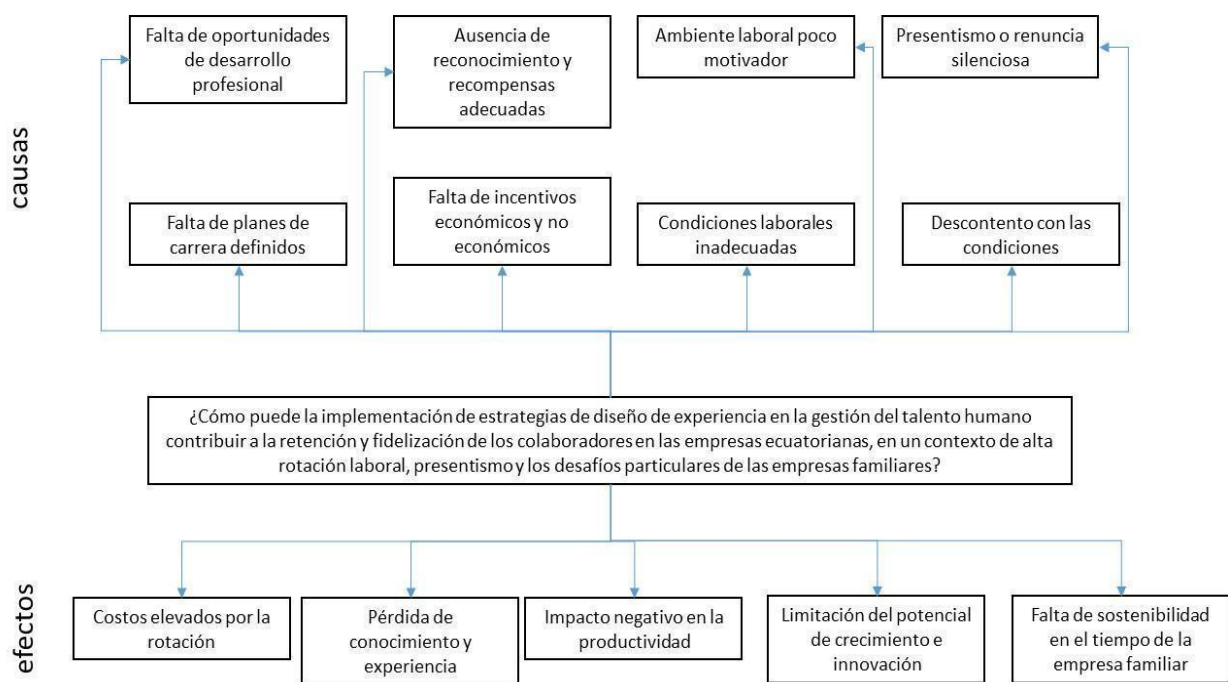 causas
Falta de oportunidades
de desarrollo
profesional
Ausencia de
reconocimiento y
recompensas
adecuadas
Ambiente laboral poco
motivador
Presentismo o renuncia
silenciosa
Falta de planes de
carrera definidos
Falta de incentivos
económicos y no
económicos
Condiciones laborales
inadecuadas
Descontento con las
condiciones
¿Cómo puede la implementación de estrategias de diseño de experiencia en la gestión del talento humano
contribuir a la retención y fidelización de los colaboradores en las empresas ecuatorianas, en un contexto de alta
rotación laboral, presentismo y los desafíos particulares de las empresas familiares?
efectos
Costos elevados por la
rotación
Pérdida de
conocimiento y
experiencia
Impacto negativo en la
productividad
Limitación del potencial
de crecimiento e
innovación
Falta de sostenibilidad
en el tiempo de la
empresa familiar